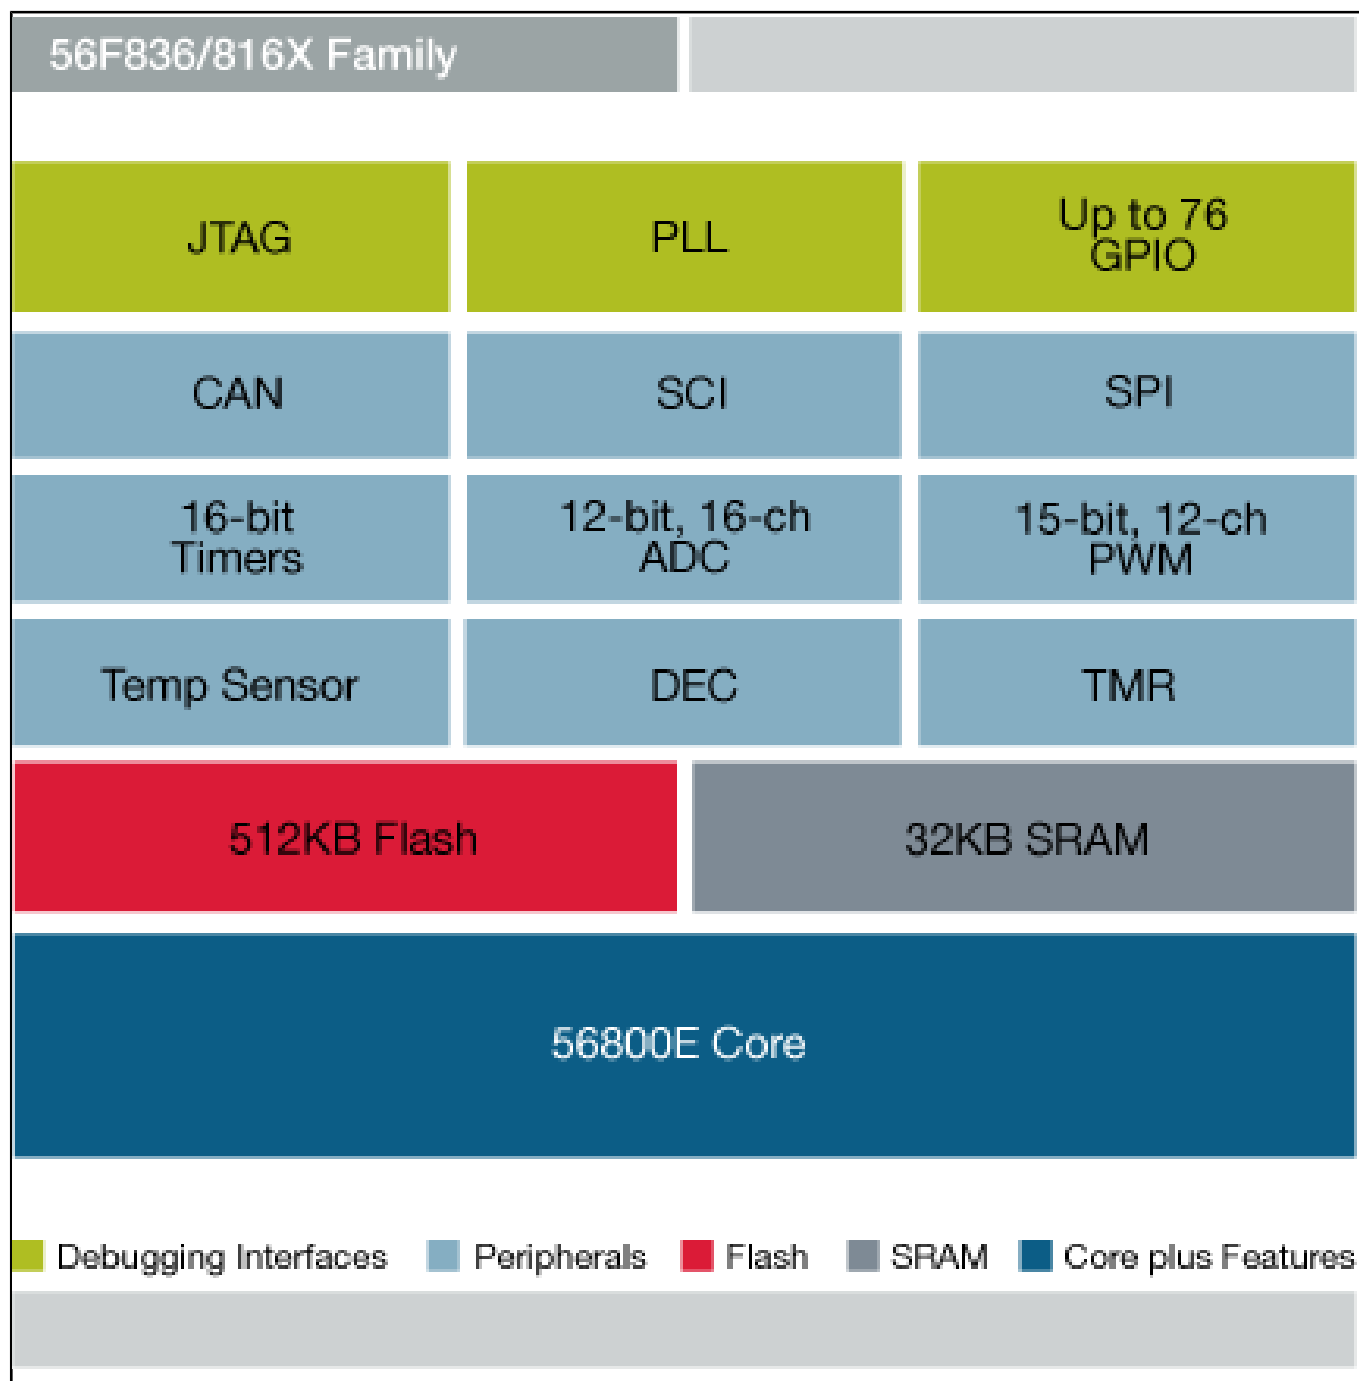 56F836/816X Family
JTAG
PLL
Up to 76
GPIO
CAN
SCI
SPI
16-bit
Timers
12-bit, 16-ch
ADC
15-bit, 12-ch
PWM
Temp Sensor
DEC
TMR
512KB Flash
32KB SRAM
56800E Core
Debugging Interfaces
Peripherals
Flash
SRAM
Core plus Features